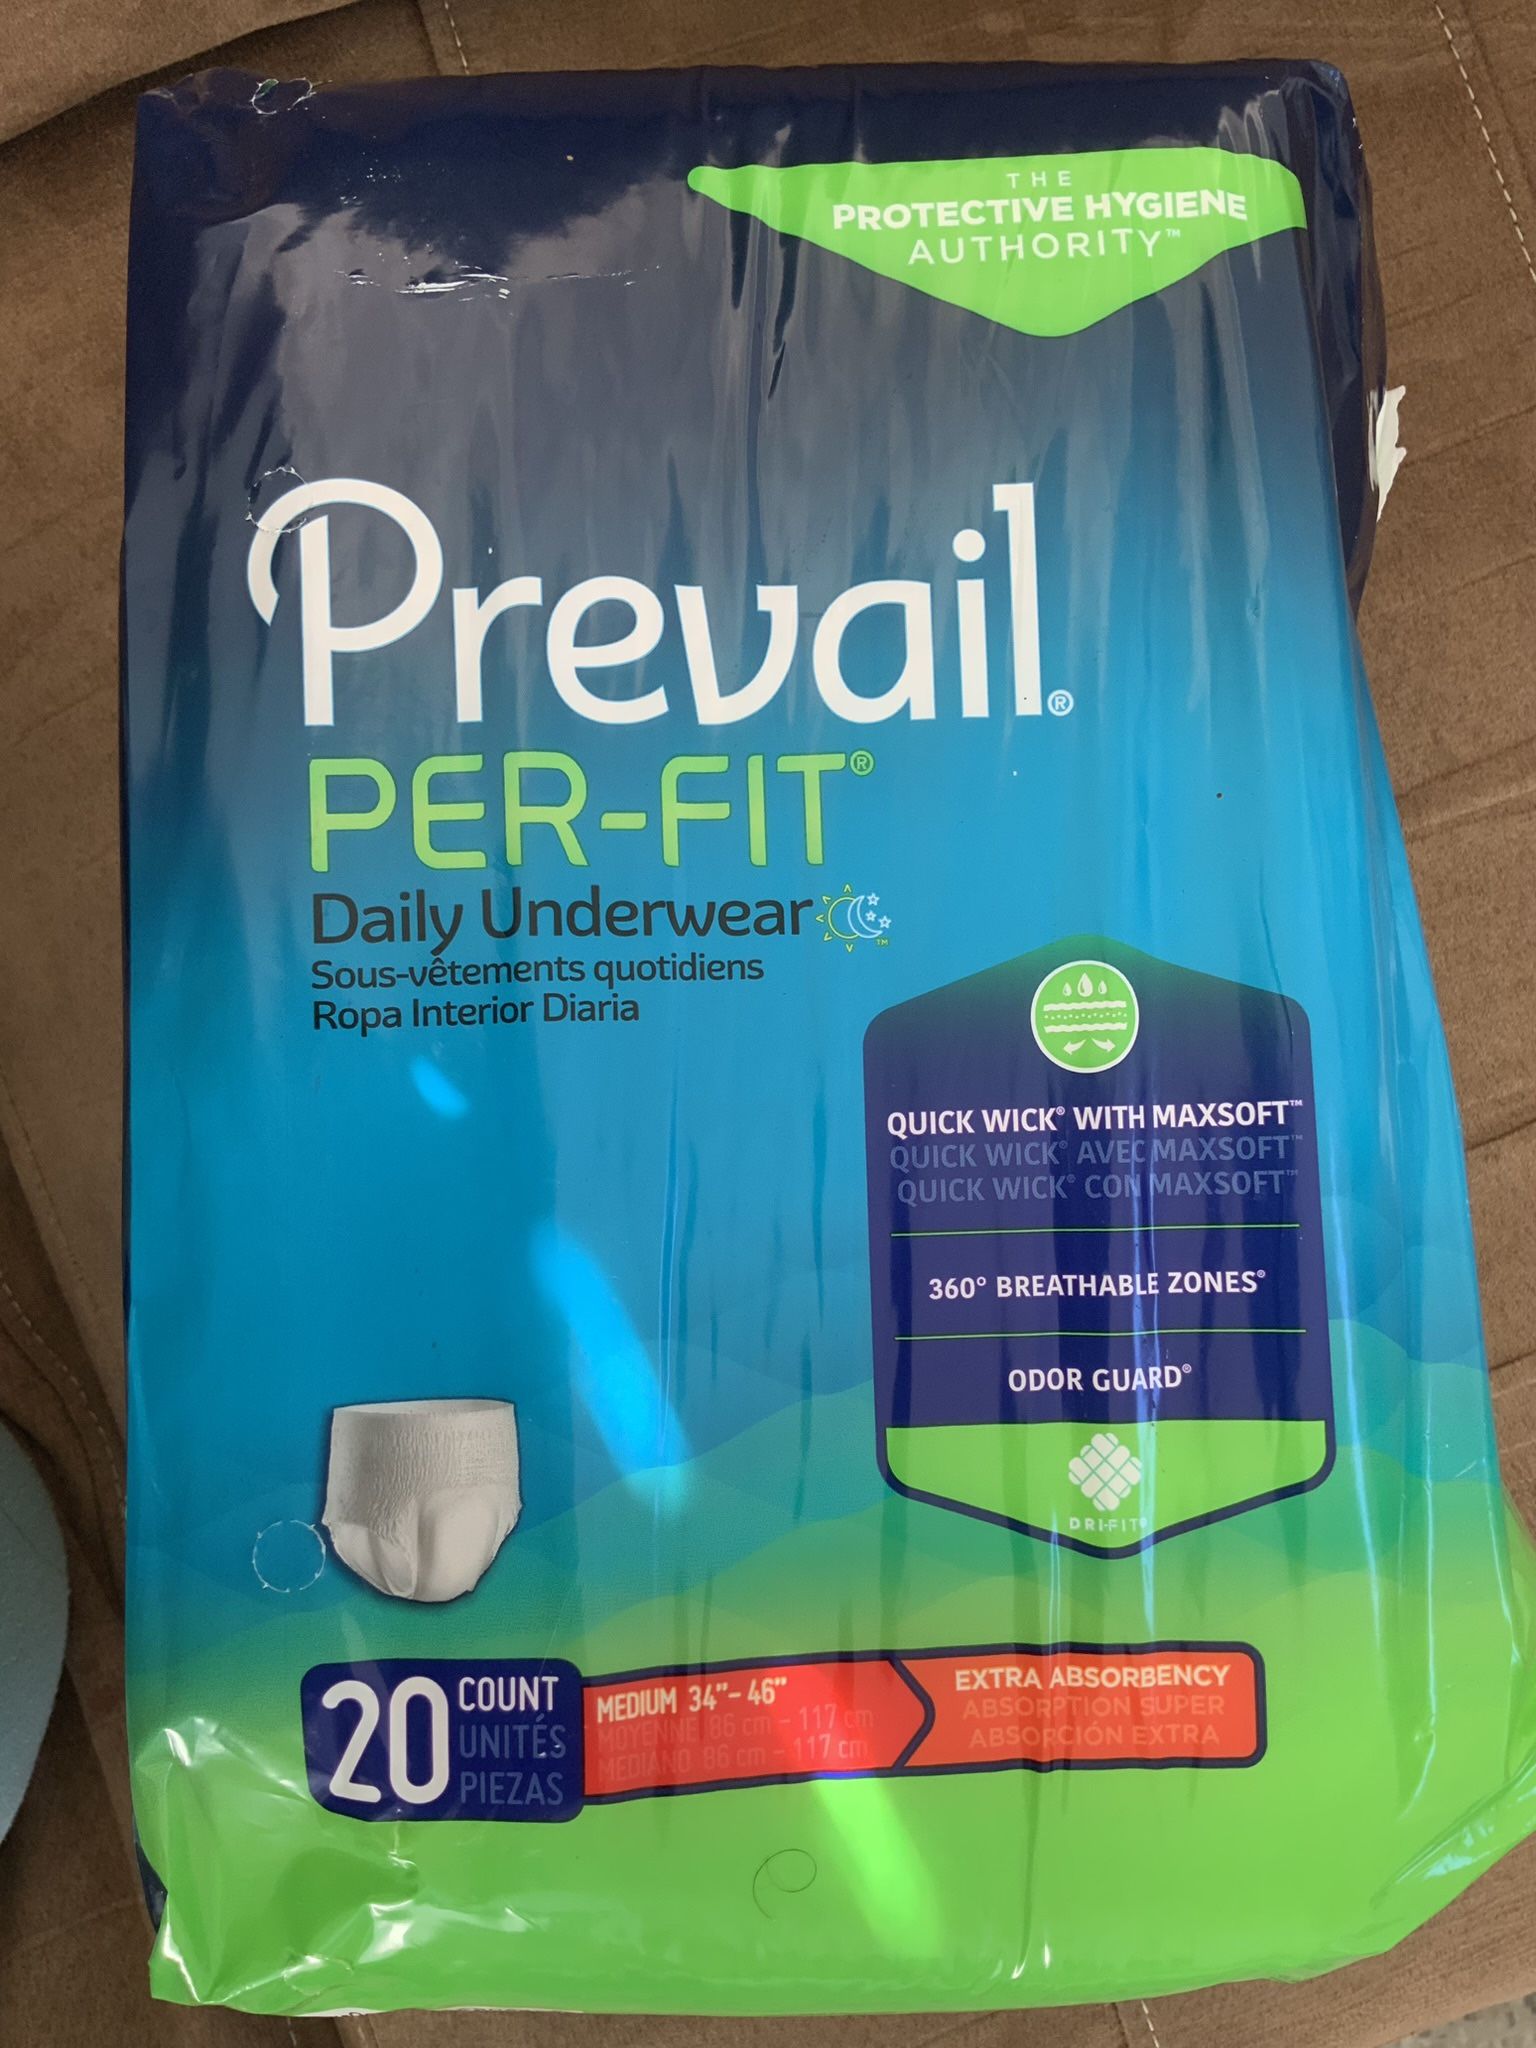 THE
PROTECTIVE HYGIENE
AUTHORITY™
Prevail®
PER-FIT®
Daily Underwear™
Sous-vêtements quotidiens
Ropa Interior Diaria
QUICK WICK® WITH MAXSOFT™
QUICK WICK® AVEC MAXSOFT™
QUICK WICK® CON MAXSOFT™
360° BREATHABLE ZONES®
ODOR GUARD®
DRI-FIT®
20 COUNT
UNITÉS
PIEZAS
MEDIUM 34"- 46"
MOYENNE 86 cm - 117 cm
MEDIANO 86 cm - 117 cm
EXTRA ABSORBENCY
ABSORPTION SUPER
ABSORCIÓN EXTRA